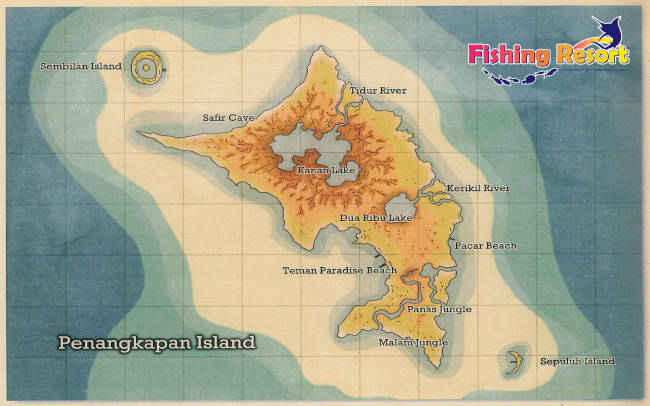 Fishing Resort
Sembilan Island
Tidur River
Safir Cave
Kanan Lake
Kerikil River
Dua Ribu Lake
Pacar Beach
Teman Paradise Beach
Panas Jungle
Malam Jungle
Penangkapan Island
Sepuluh Island